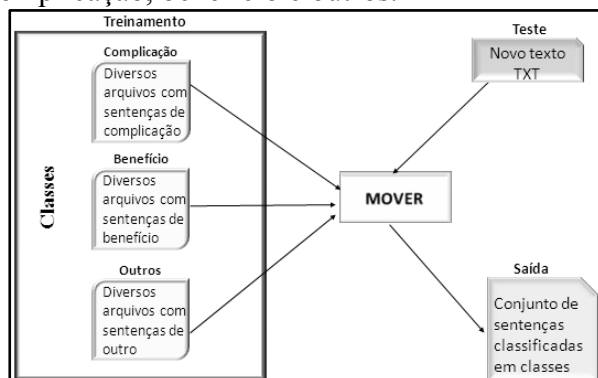 Treinamento
Complicação
Diversos
arquivos com
sentenças de
complicação
Benefício
Diversos
arquivos com
sentenças de
benefício
Outros
Diversos
arquivos com
sentenças de
outro
Classes
MOVER
Teste
Novo texto
TXT
Saída
Conjunto de
sentenças
classificadas
em classes